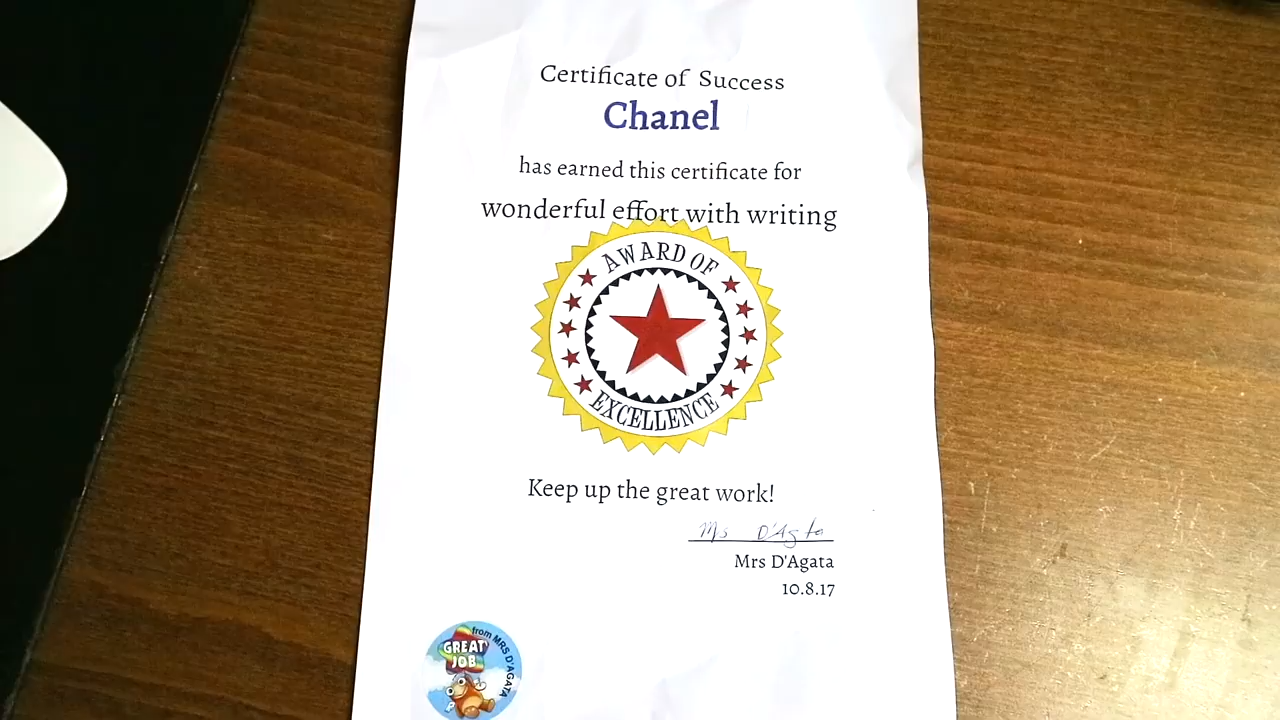 Certificate of Success
Chanel
has earned this certificate for
wonderful effort with writing
AWARD OF
EXCELLENCE
Keep up the great work!
Ms D'Agata
Mrs D'Agata
10.8.17
from MRS D'AGATA
GREAT
JOB